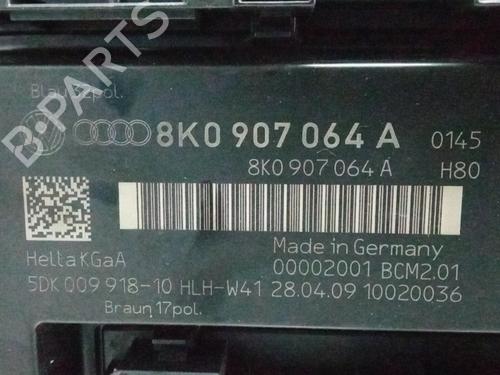 B-PARTS
Blau 32pol.
8K0 907 064 A 0145
8K0 907 064 A H80
Made in Germany
Hella KGaA 00002001 BCM2.01
5DK 009 918-10 HLH-W41 28.04.09 10020036
Braun 17pol.